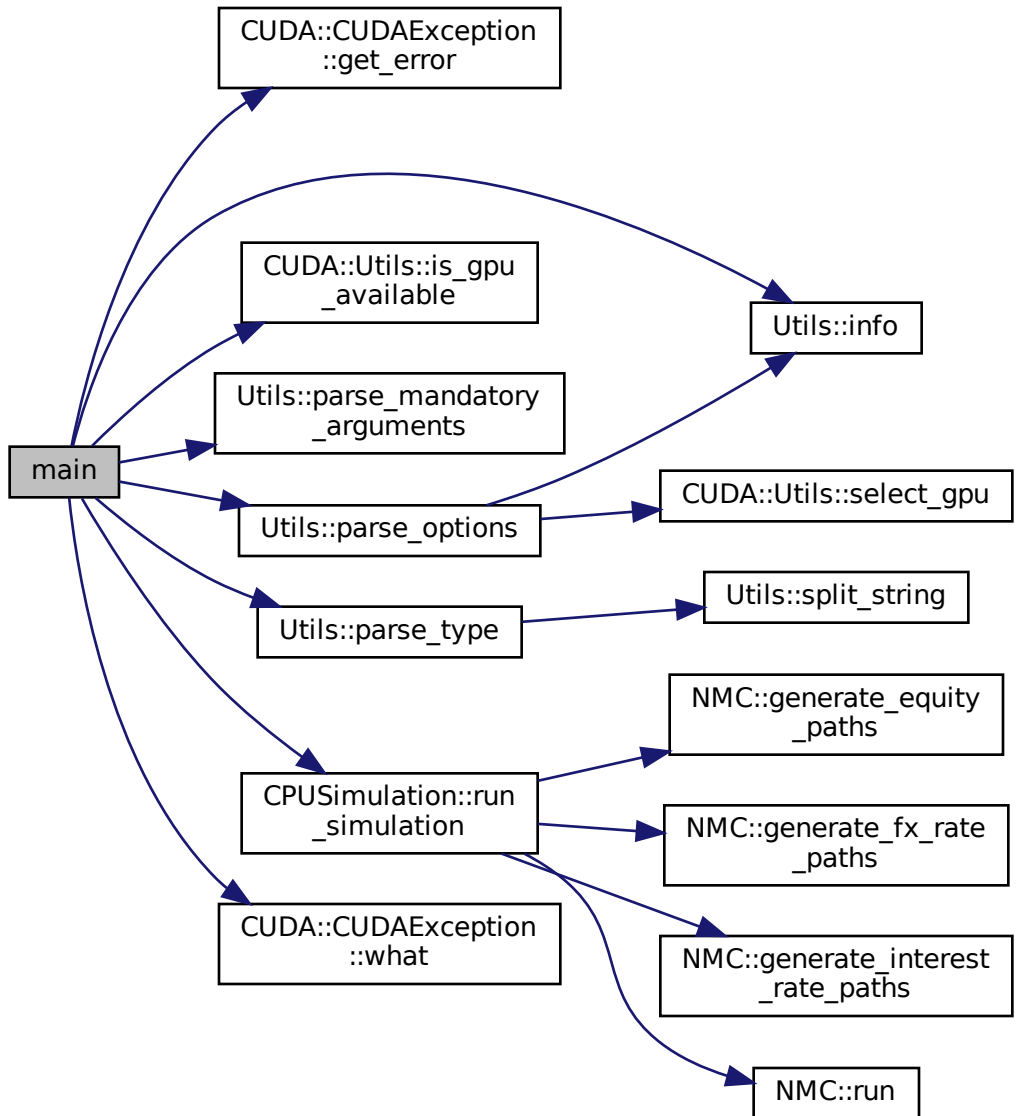 CUDA::CUDAException
::get_error
CUDA::Utils::is_gpu
_available
Utils::info
Utils::parse_mandatory
_arguments
main
CUDA::Utils::select_gpu
Utils::parse_options
Utils::split_string
Utils::parse_type
NMC::generate_equity
_paths
CPUSimulation::run
_simulation
NMC::generate_fx_rate
_paths
CUDA::CUDAException
::what
NMC::generate_interest
_rate_paths
NMC::run